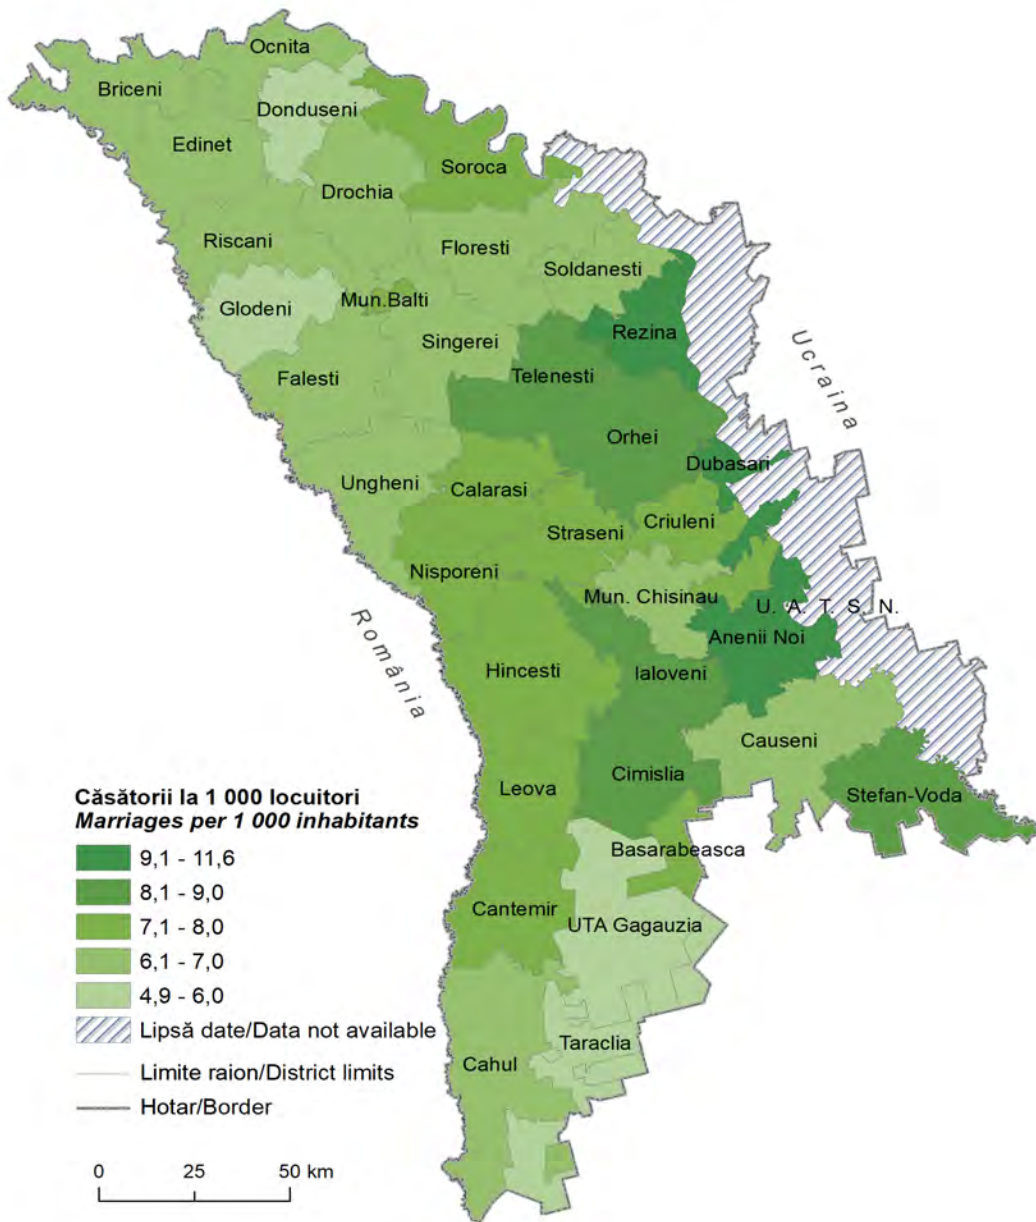 Ocnita
Briceni
Donduseni
Edinet
Soroca
Drochia
Riscani
Floresti
Soldanesti
Glodeni
Mun.Balti
Rezina
Singerei
Ucraina
Telenesti
Falesti
Orhei
Dubasari
Ungheni
Calarasi
Criuleni
Straseni
Nisporeni
Mun. Chisinau
U. A. T. S. N.
Anenii Noi
România
Hincesti
Ialoveni
Causeni
Cimislia
Leova
Stefan-Voda
Basarabeasca
Cantemir
UTA Gagauzia
Taraclia
Cahul
Căsătorii la 1 000 locuitori
Marriages per 1 000 inhabitants
9,1 - 11,6
8,1 - 9,0
7,1 - 8,0
6,1 - 7,0
4,9 - 6,0
Lipsă date/Data not available
Limite raion/District limits
Hotar/Border
0 25 50 km